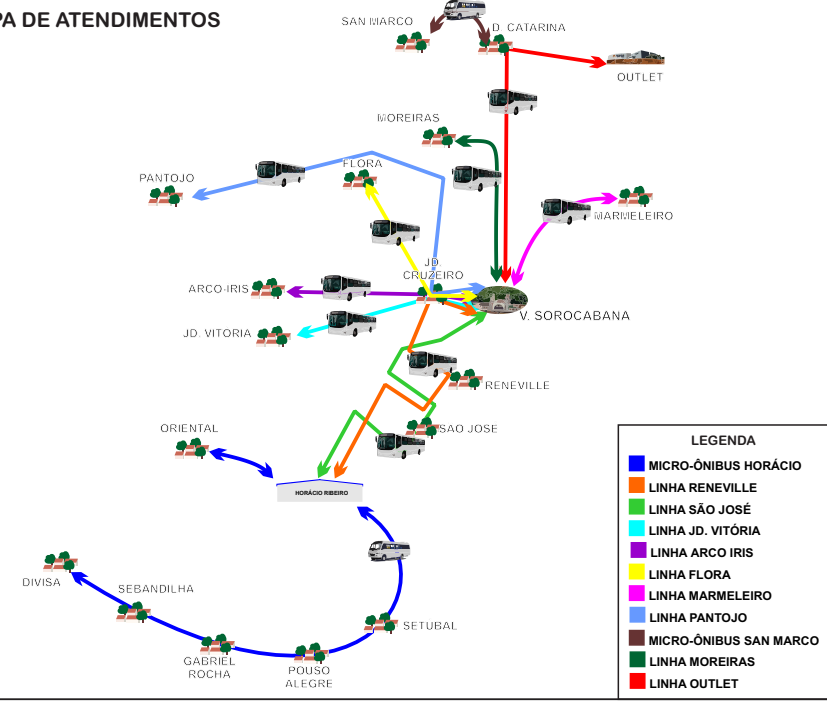 PA DE ATENDIMENTOS
SAN MARCO
D. CATARINA
OUTLET
MOREIRAS
PANTOJO
FLORA
MARMELEIRO
JD.
CRUZEIRO
ARCO-IRIS
V. SOROCABANA
JD. VITORIA
RENEVILLE
ORIENTAL
SAO JOSE
HORÁCIO RIBEIRO
DIVISA
SEBANDILHA
SETUBAL
GABRIEL
ROCHA
POUSO
ALEGRE
LEGENDA
MICRO-ÔNIBUS HORÁCIO
LINHA RENEVILLE
LINHA SÃO JOSÉ
LINHA JD. VITÓRIA
LINHA ARCO IRIS
LINHA FLORA
LINHA MARMELEIRO
LINHA PANTOJO
MICRO-ÔNIBUS SAN MARCO
LINHA MOREIRAS
LINHA OUTLET